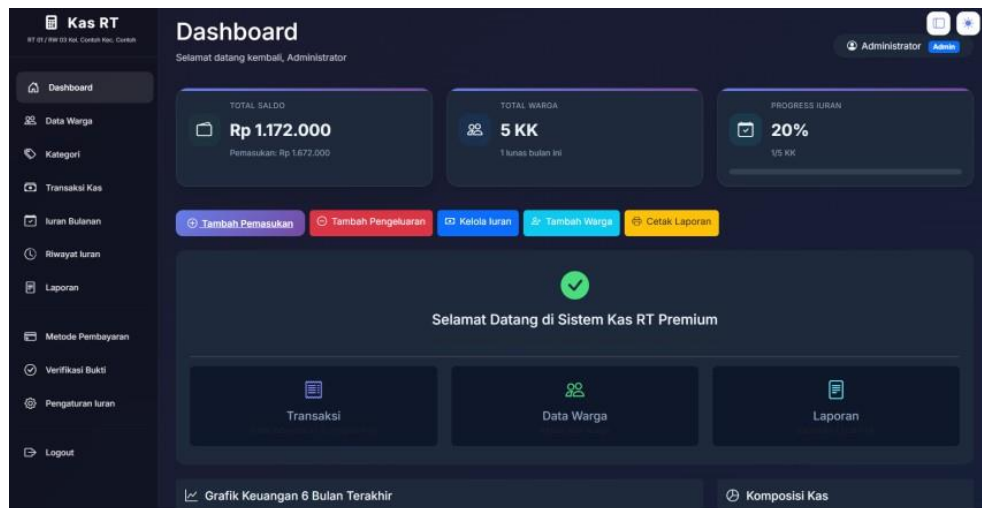 Kas RT
RT 01 / RW 03 Kel. Contoh Kec. Contoh
Dashboard
Data Warga
Kategori
Transaksi Kas
Iuran Bulanan
Riwayat Iuran
Laporan
Metode Pembayaran
Verifikasi Bukti
Pengaturan Iuran
Logout
Dashboard
Selamat datang kembali, Administrator
Administrator Admin
TOTAL SALDO
Rp 1.172.000
Pemasukan: Rp 1.672.000
TOTAL WARGA
5 KK
1 lunas bulan ini
PROGRESS IURAN
20%
1/5 KK
Tambah Pemasukan
Tambah Pengeluaran
Kelola Iuran
Tambah Warga
Cetak Laporan
Selamat Datang di Sistem Kas RT Premium
Transaksi
Data Warga
Laporan
Grafik Keuangan 6 Bulan Terakhir
Komposisi Kas